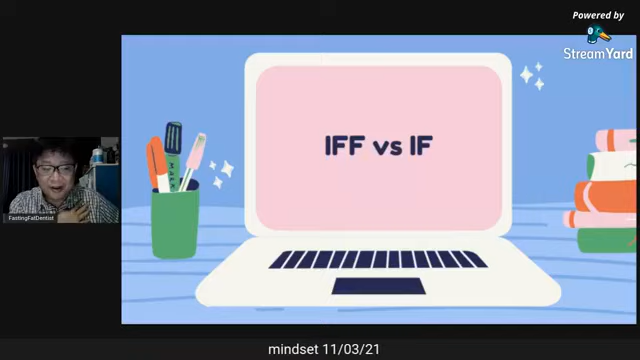 Powered by
StreamYard
IFF vs IF
FastingFatDentist
mindset 11/03/21